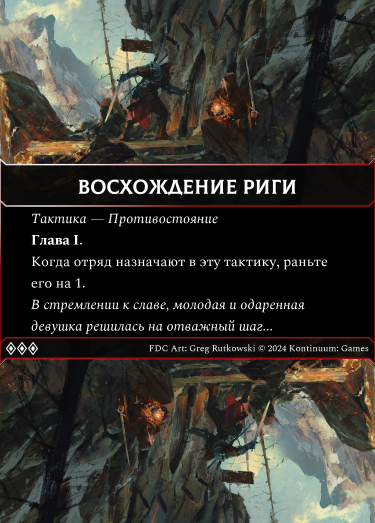 ВОСХОЖДЕНИЕ РИГИ
Тактика — Противостояние
Глава I.
Когда отряд назначают в эту тактику, раньте
его на 1.
В стремлении к славе, молодая и одаренная
девушка решилась на отважный шаг...
FDC Art: Greg Rutkowski © 2024 Kontinuum: Games